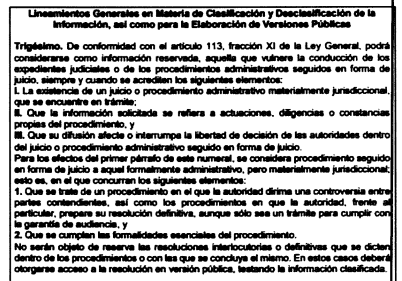 Lineamientos Generales en Materia de Clasificación y Desclasificación de la
Información, así como para la Elaboración de Versiones Públicas
Trigésimo. De conformidad con el artículo 113, fracción XI de la Ley General, podrá
considerarse como información reservada, aquella que vulnere la conducción de los
expedientes judiciales o de los procedimientos administrativos seguidos en forma de
juicio, siempre y cuando se acrediten los siguientes elementos:
I. La existencia de un juicio o procedimiento administrativo materialmente jurisdiccional,
que se encuentre en trámite;
II. Que la información solicitada se refiera a actuaciones, diligencias o constancias
propias del procedimiento, y
III. Que su difusión afecte o interrumpa la libertad de decisión de las autoridades dentro
del juicio o procedimiento administrativo seguido en forma de juicio.
Para los efectos del primer párrafo de este numeral, se considera procedimiento seguido
en forma de juicio a aquel formalmente administrativo, pero materialmente jurisdiccional;
esto es, en el que concurran los siguientes elementos:
1. Que se trate de un procedimiento en el que la autoridad dirima una controversia entre
partes contendientes, así como los procedimientos en que la autoridad, frente al
particular, prepare su resolución definitiva, aunque sólo sea un trámite para cumplir con
la garantía de audiencia, y
2. Que se cumplan las formalidades esenciales del procedimiento.
No serán objeto de reserva las resoluciones interlocutorias o definitivas que se dicten
dentro de los procedimientos o con las que se concluya el mismo. En estos casos deberá
otorgarse acceso a la resolución en versión pública, testando la información clasificada.